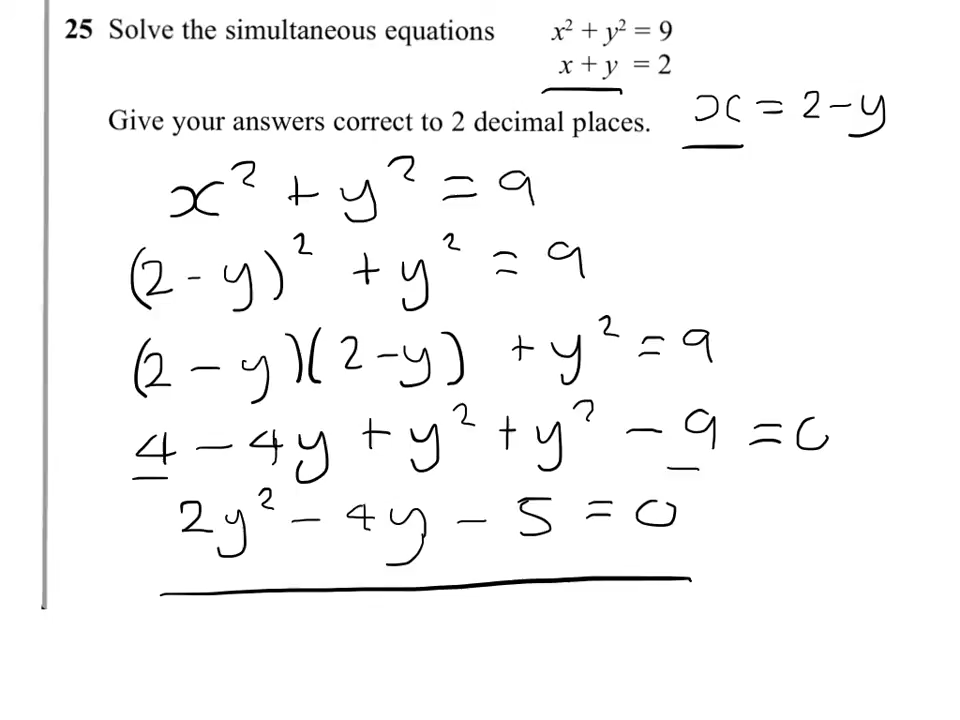 25 Solve the simultaneous equations x² + y² = 9
x + y = 2
Give your answers correct to 2 decimal places. x = 2 - y
x² + y² = 9
(2 - y)² + y² = 9
(2 - y)(2 - y) + y² = 9
4 - 4y + y² + y² - 9 = 0
2y² - 4y - 5 = 0